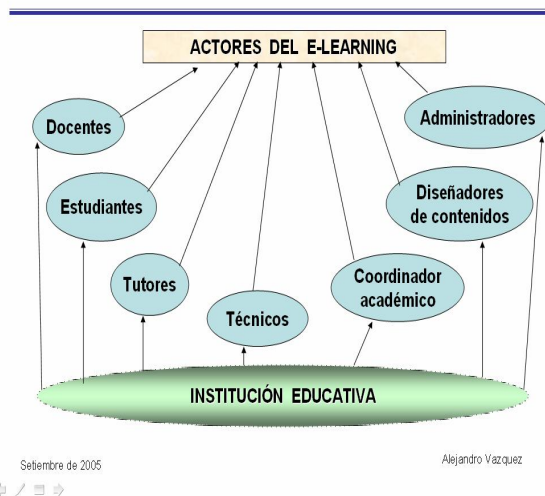 ACTORES DEL E-LEARNING
Docentes
Administradores
Estudiantes
Diseñadores
de contenidos
Tutores
Coordinador
académico
Técnicos
INSTITUCIÓN EDUCATIVA
Setiembre de 2005
Alejandro Vazquez